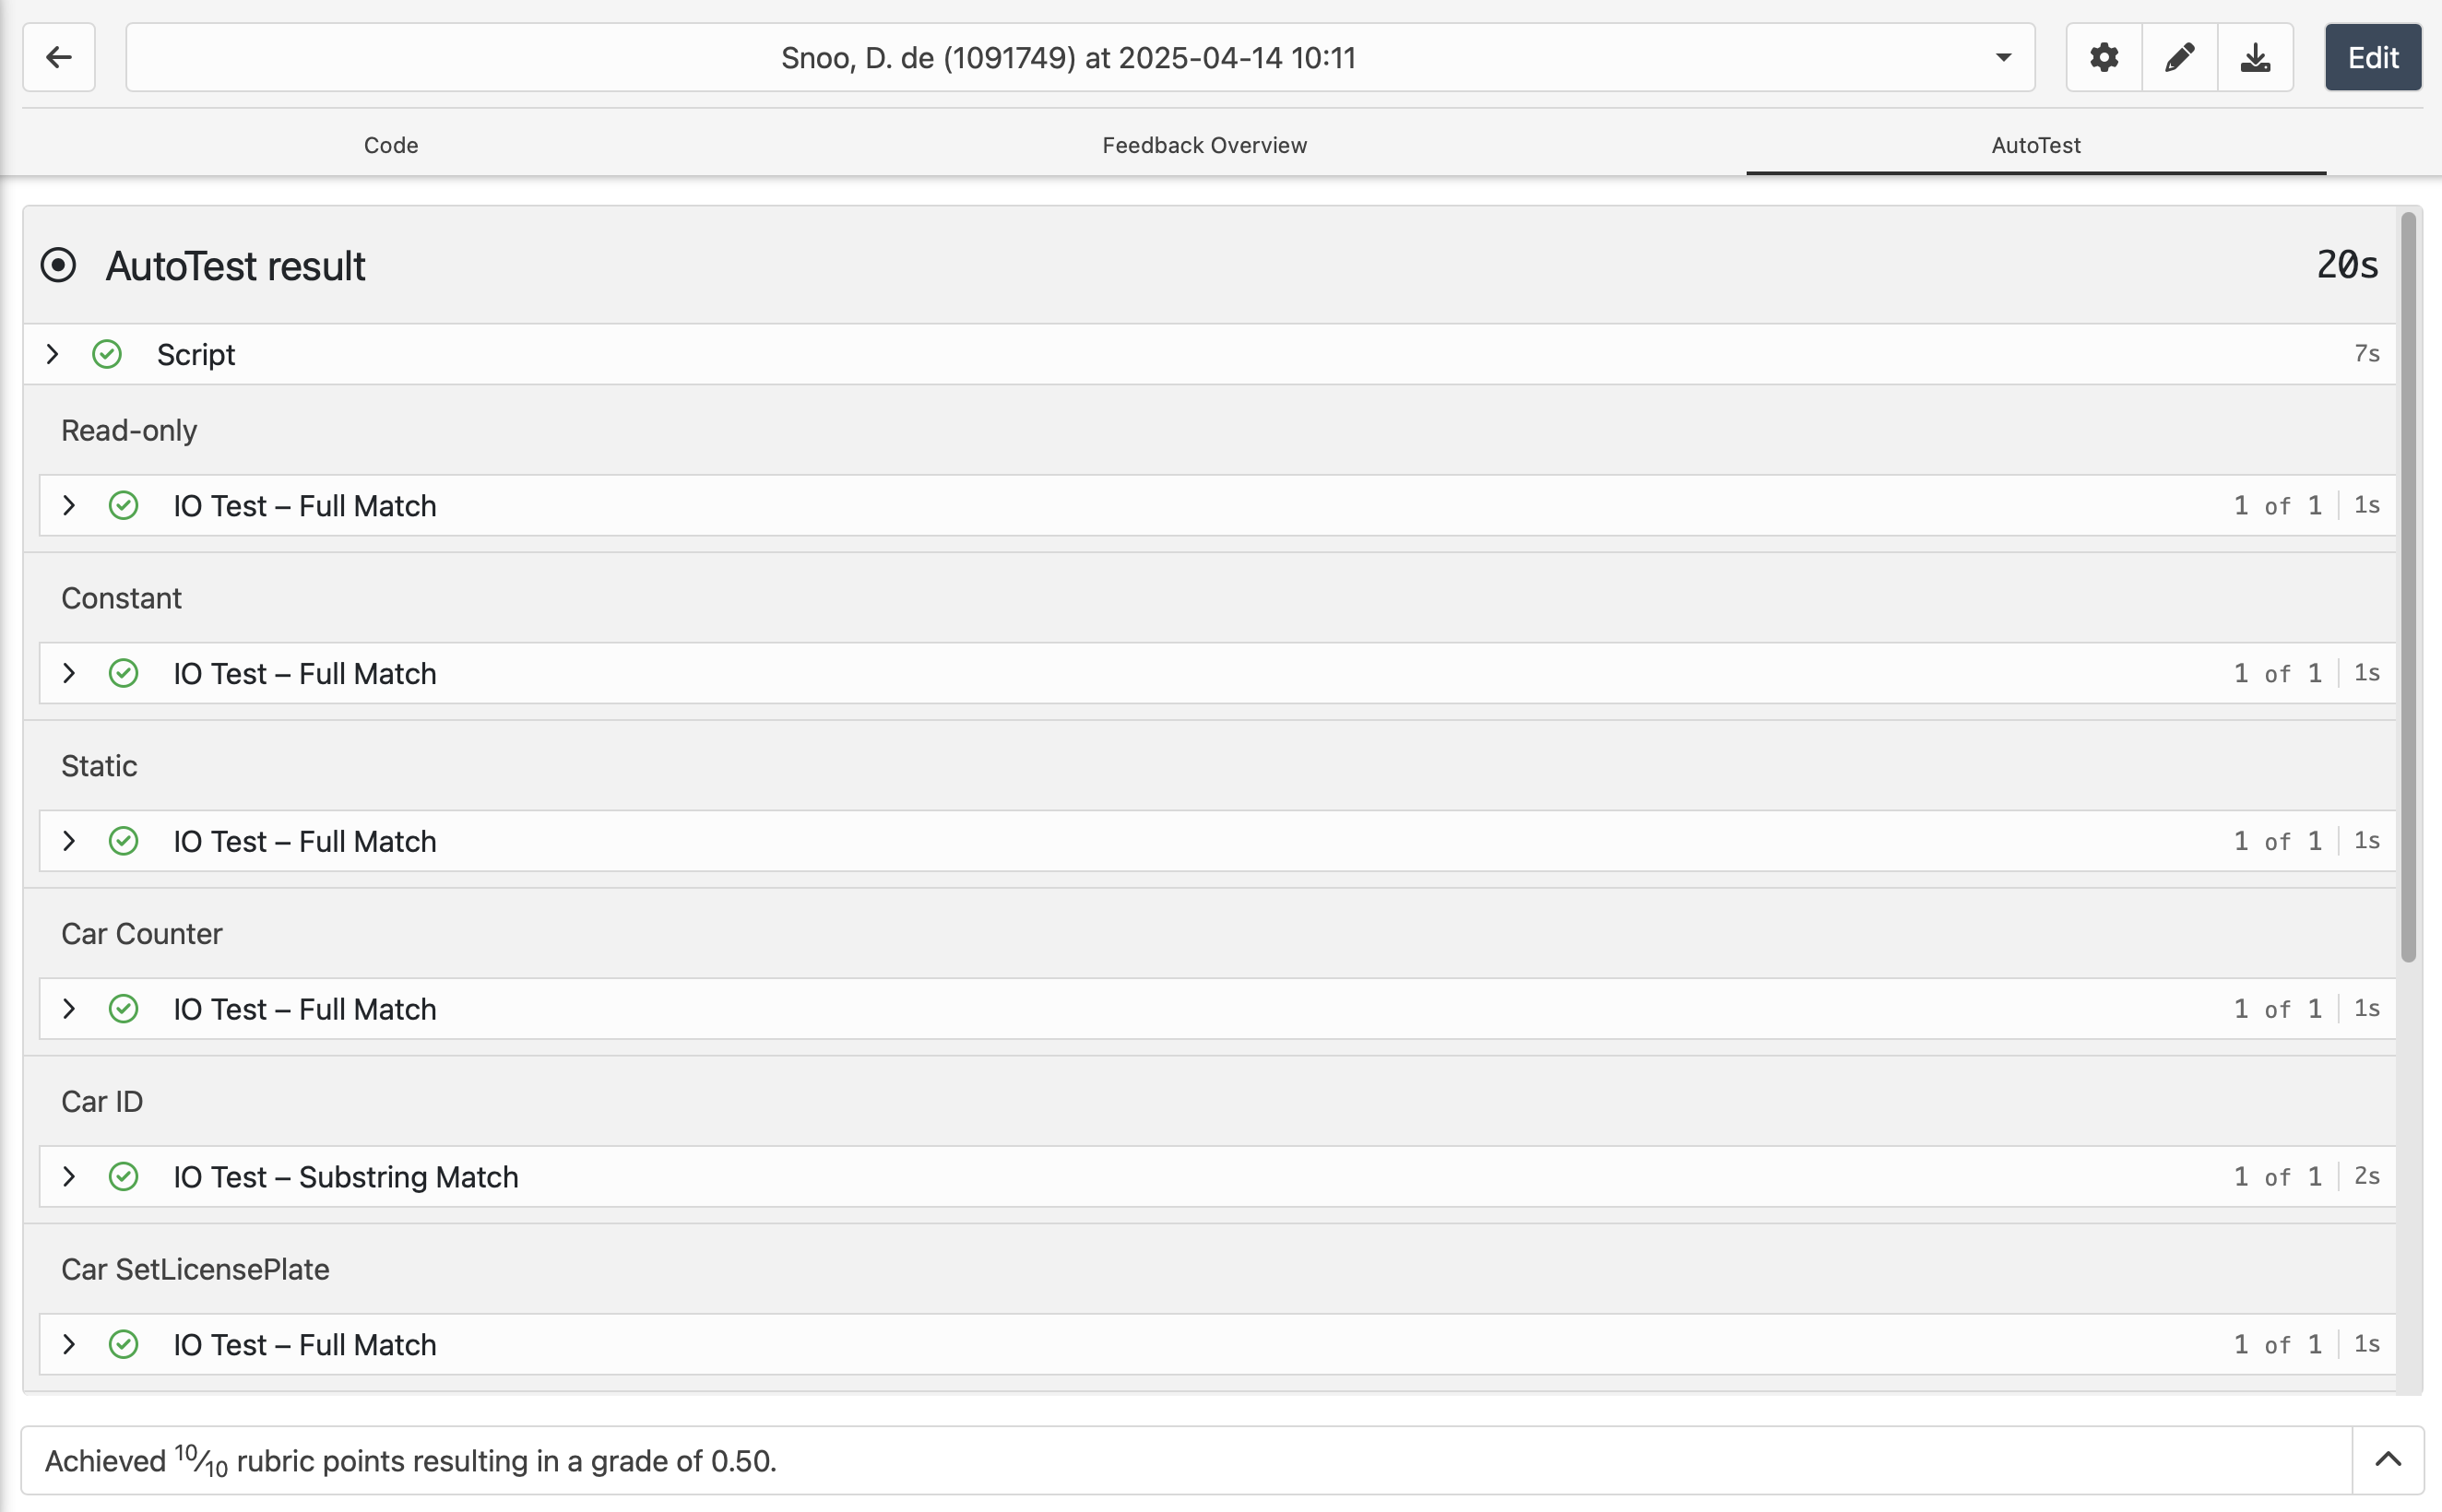 Snoo, D. de (1091749) at 2025-04-14 10:11
Edit
Code
Feedback Overview
AutoTest
AutoTest result
20s
Script
7s
Read-only
IO Test – Full Match
1 of 1
1s
Constant
IO Test – Full Match
1 of 1
1s
Static
IO Test – Full Match
1 of 1
1s
Car Counter
IO Test – Full Match
1 of 1
1s
Car ID
IO Test – Substring Match
1 of 1
2s
Car SetLicensePlate
IO Test – Full Match
1 of 1
1s
Achieved 10/10 rubric points resulting in a grade of 0.50.